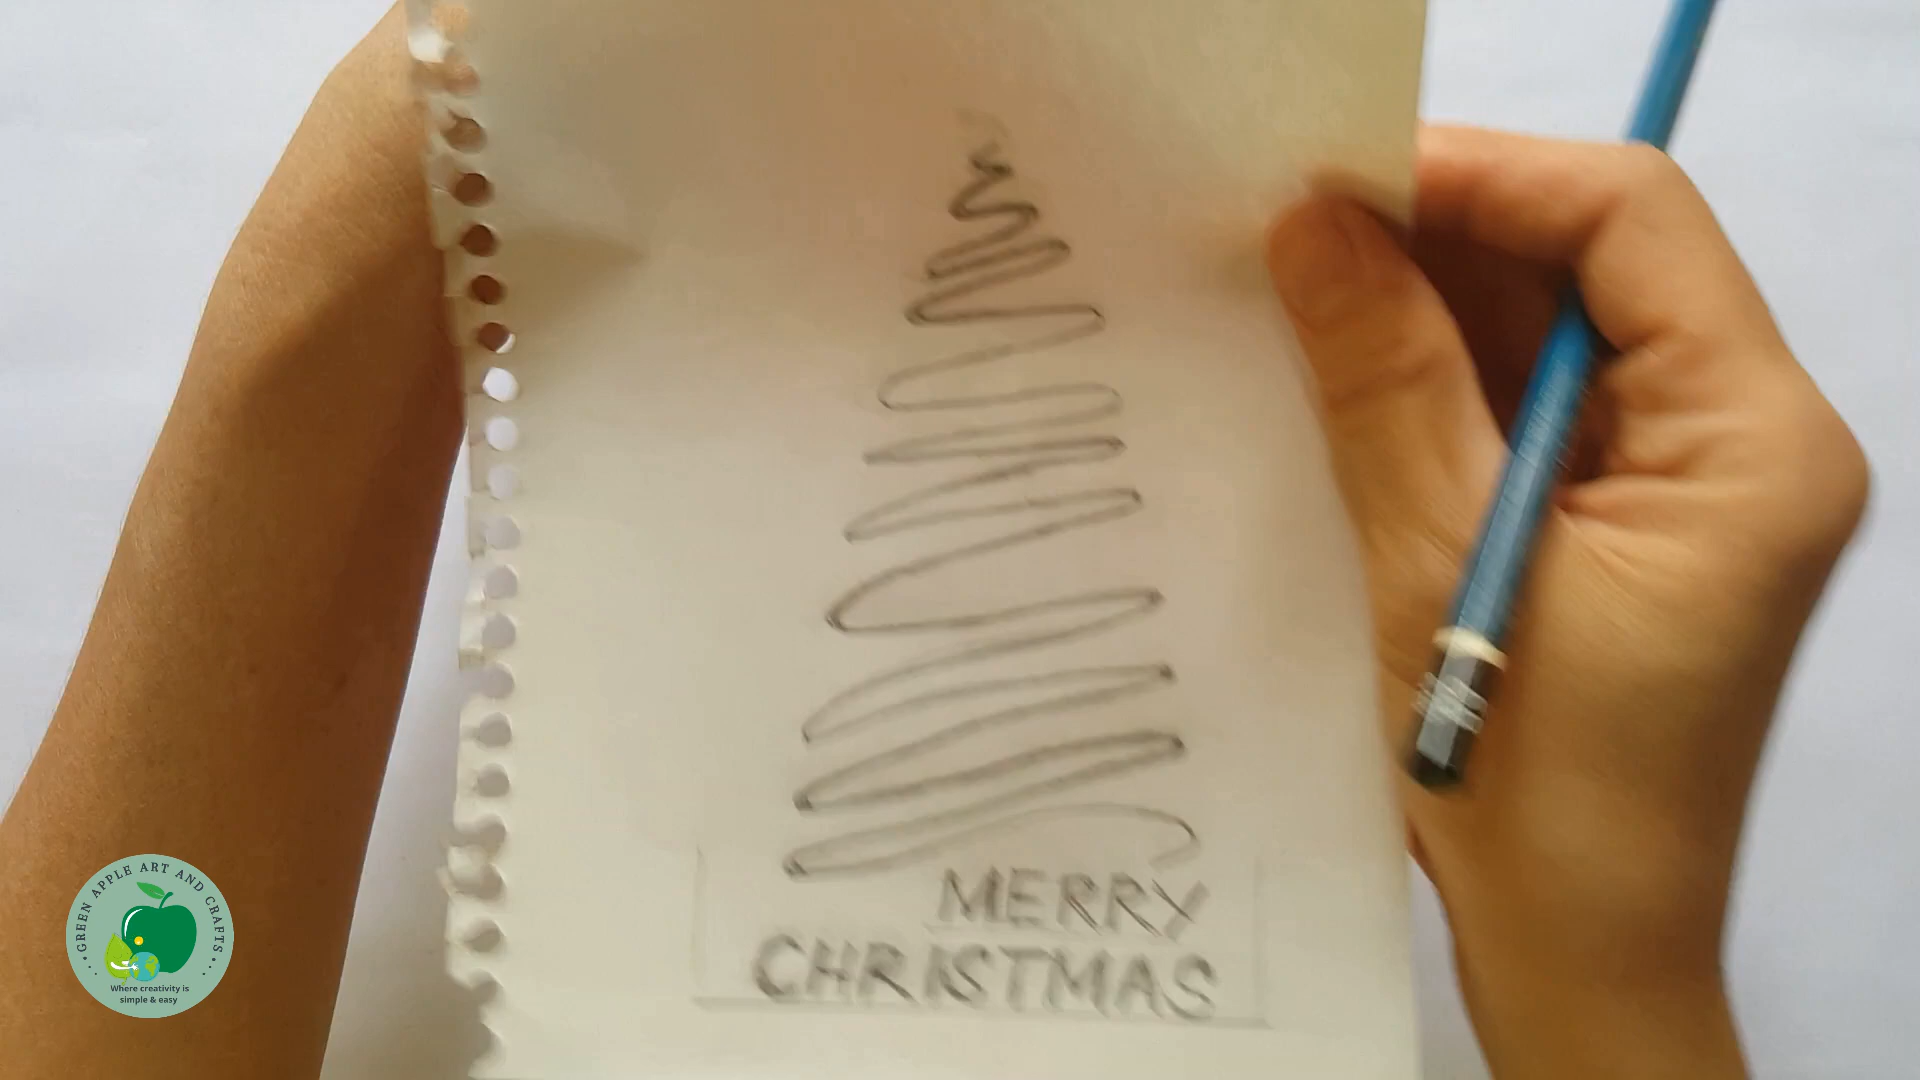 MERRY
CHRISTMAS
GREEN APPLE ART AND CRAFTS
Where creativity is
simple & easy